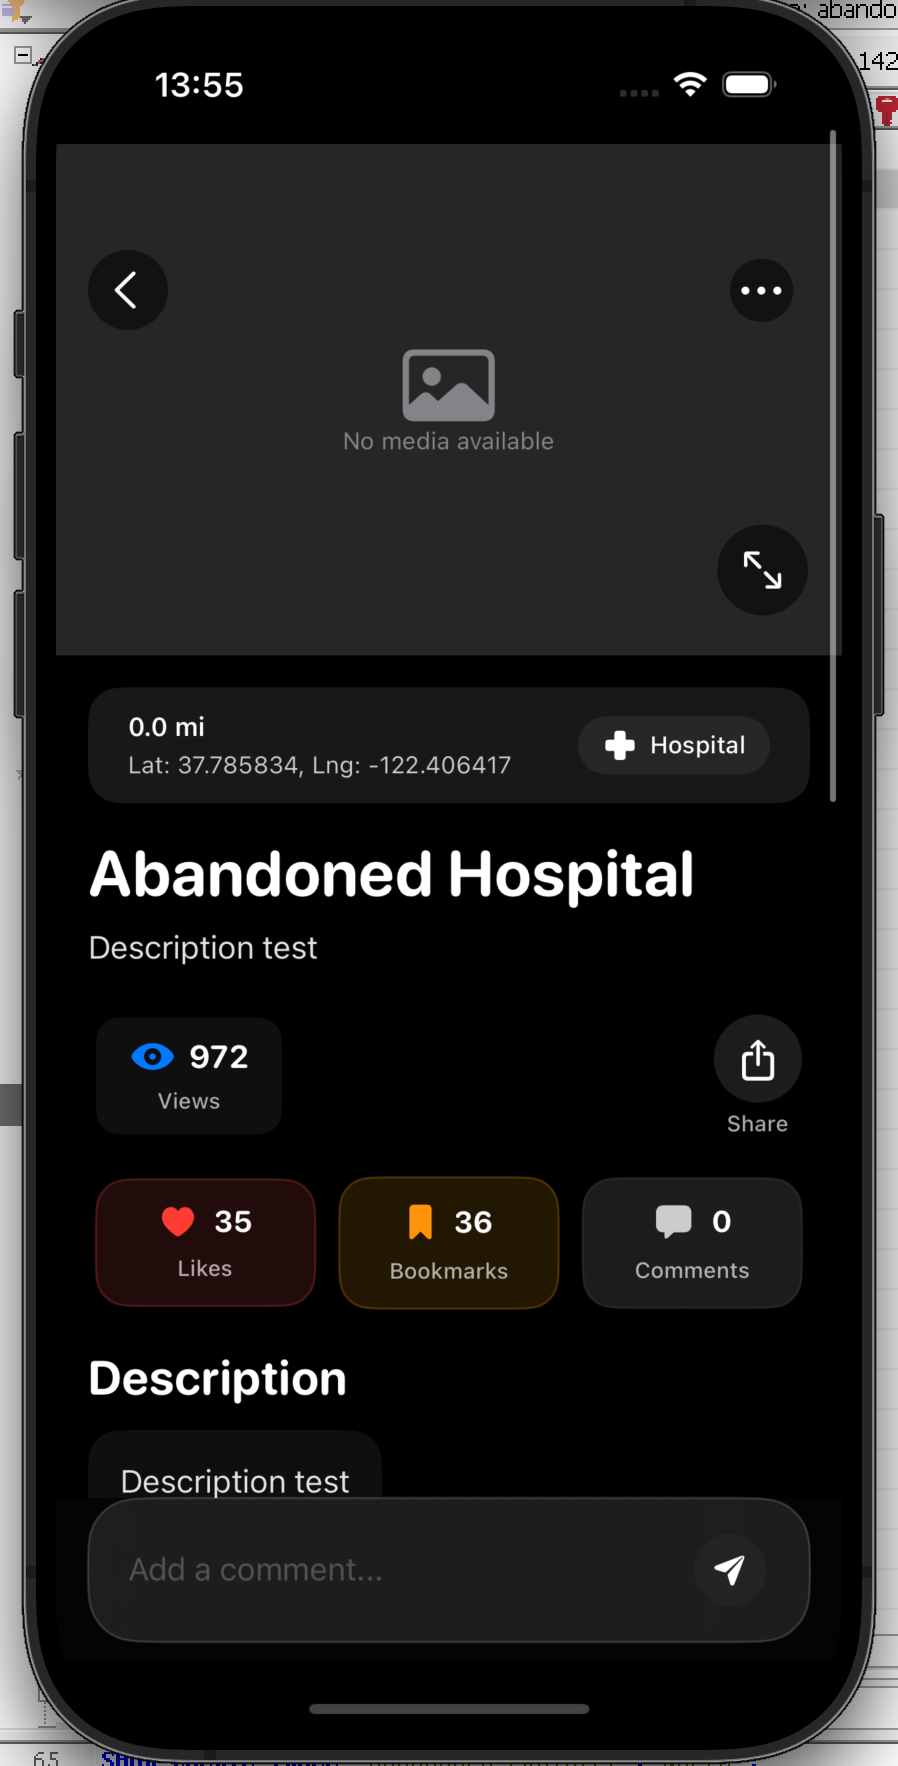 : abando
142
13:55
No media available
0.0 mi
Lat: 37.785834, Lng: -122.406417
Hospital
Abandoned Hospital
Description test
972
Views
Share
35
Likes
36
Bookmarks
0
Comments
Description
Description test
Add a comment...
65